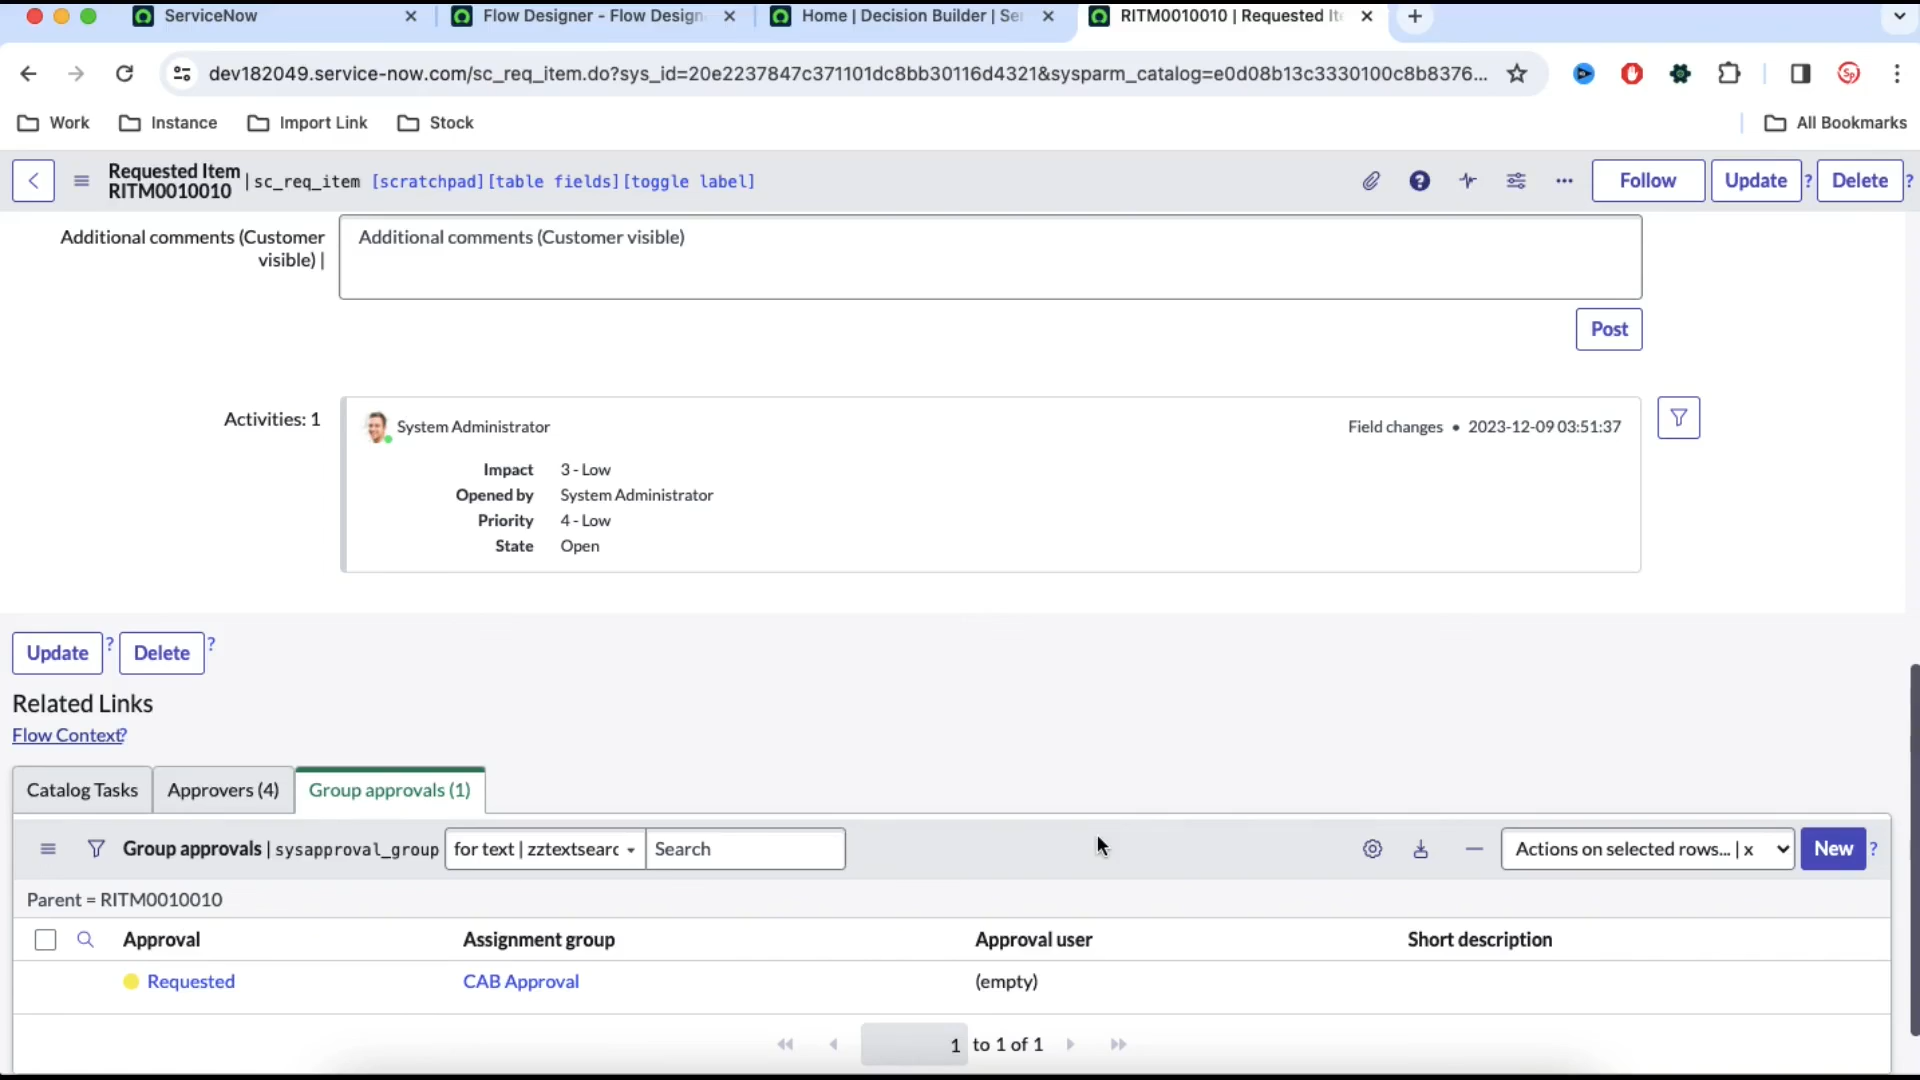 ServiceNow
Flow Designer - Flow Design
Home | Decision Builder | Se
RITM0010010 | Requested Ite
dev182049.service-now.com/sc_req_item.do?sys_id=20e2237847c371101dc8bb30116d4321&sysparm_catalog=e0d08b13c3330100c8b8376...
Work
Instance
Import Link
Stock
All Bookmarks
Requested Item
RITM0010010
| sc_req_item [scratchpad][table fields][toggle label]
Follow
Update ?
Delete ?
Additional comments (Customer
visible) |
Additional comments (Customer visible)
Post
Activities: 1
System Administrator
Field changes • 2023-12-09 03:51:37
Impact 3 - Low
Opened by System Administrator
Priority 4 - Low
State Open
Update ? Delete ?
Related Links
Flow Context?
Catalog Tasks
Approvers (4)
Group approvals (1)
Group approvals | sysapproval_group
for text | zztextsearc
Search
Actions on selected rows... | x
New ?
Parent = RITM0010010
Approval Assignment group Approval user Short description
Requested CAB Approval (empty)
1 to 1 of 1